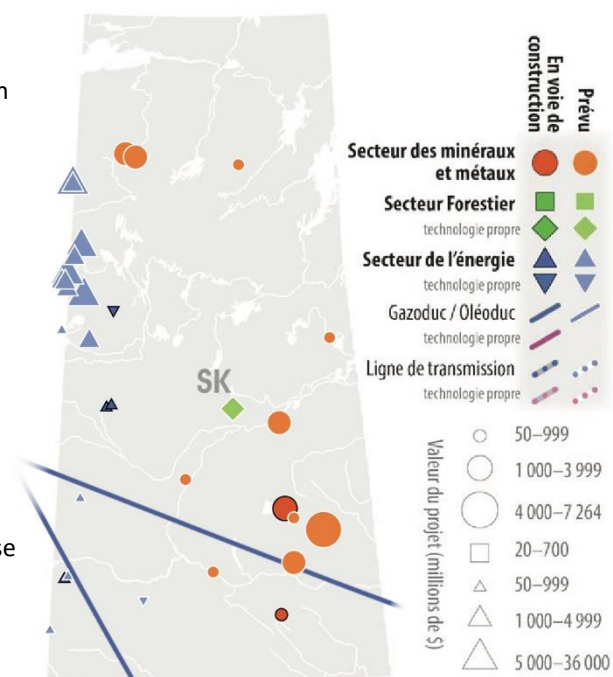 n
se
SK
En voie de
construction
Prévu
Secteur des minéraux
et métaux
Secteur Forestier
technologie propre
Secteur de l'énergie
technologie propre
Gazoduc / Oléoduc
technologie propre
Ligne de transmission
technologie propre
Valeur du projet (millions de $)
50–999
1 000–3 999
4 000–7 264
20–700
50–999
1 000–4 999
5 000–36 000